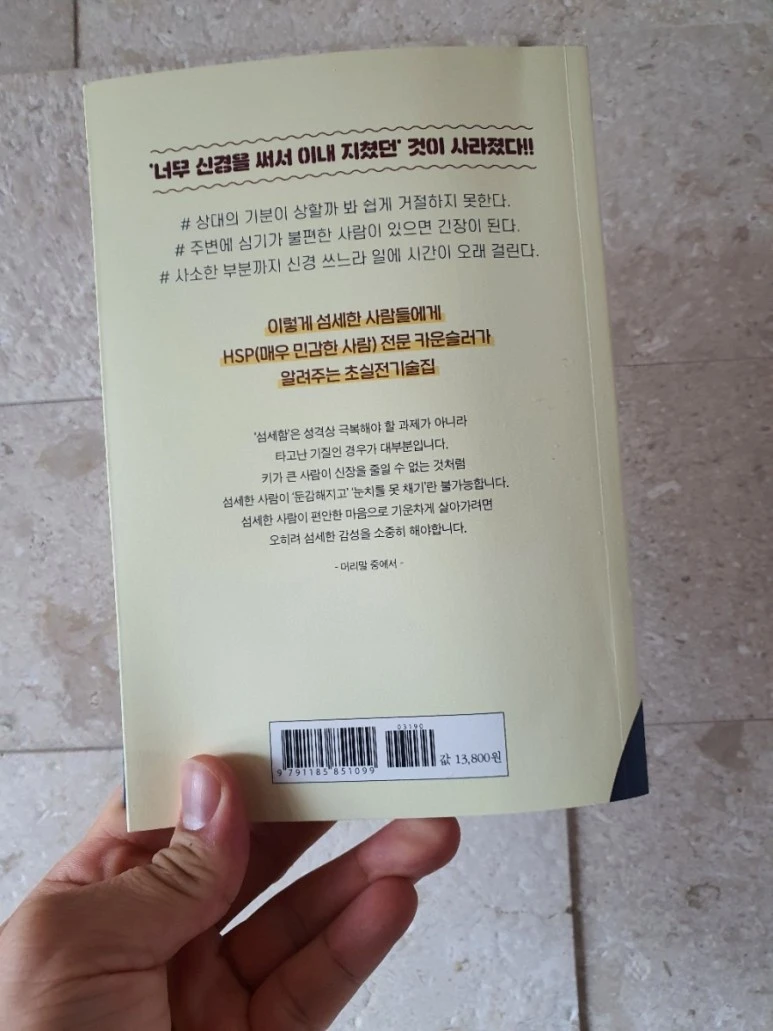 '너무 신경을 써서 이내 지쳤던' 것이 사라졌다!!
# 상대의 기분이 상할까 봐 쉽게 거절하지 못한다.
# 주변에 심기가 불편한 사람이 있으면 긴장이 된다.
# 사소한 부분까지 신경 쓰느라 일에 시간이 오래 걸린다.
이렇게 섬세한 사람들에게
HSP(매우 민감한 사람) 전문 카운슬러가
알려주는 초실전기술집
'섬세함'은 성격상 극복해야 할 과제가 아니라
타고난 기질인 경우가 대부분입니다.
키가 큰 사람이 신장을 줄일 수 없는 것처럼
섬세한 사람이 '둔감해지고' '눈치를 못 채기'란 불가능합니다.
섬세한 사람이 편안한 마음으로 기운차게 살아가려면
오히려 섬세한 감성을 소중히 해야합니다.
- 머리말 중에서 -
03190
9 791185 851099
값 13,800원